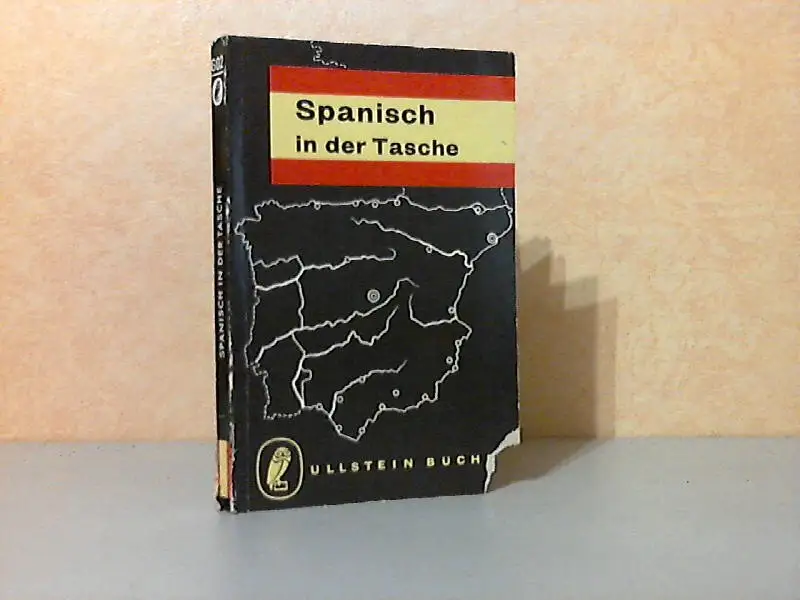 Spanisch
in der Tasche
ULLSTEIN BUCH
SPANISCH IN DER TASCHE